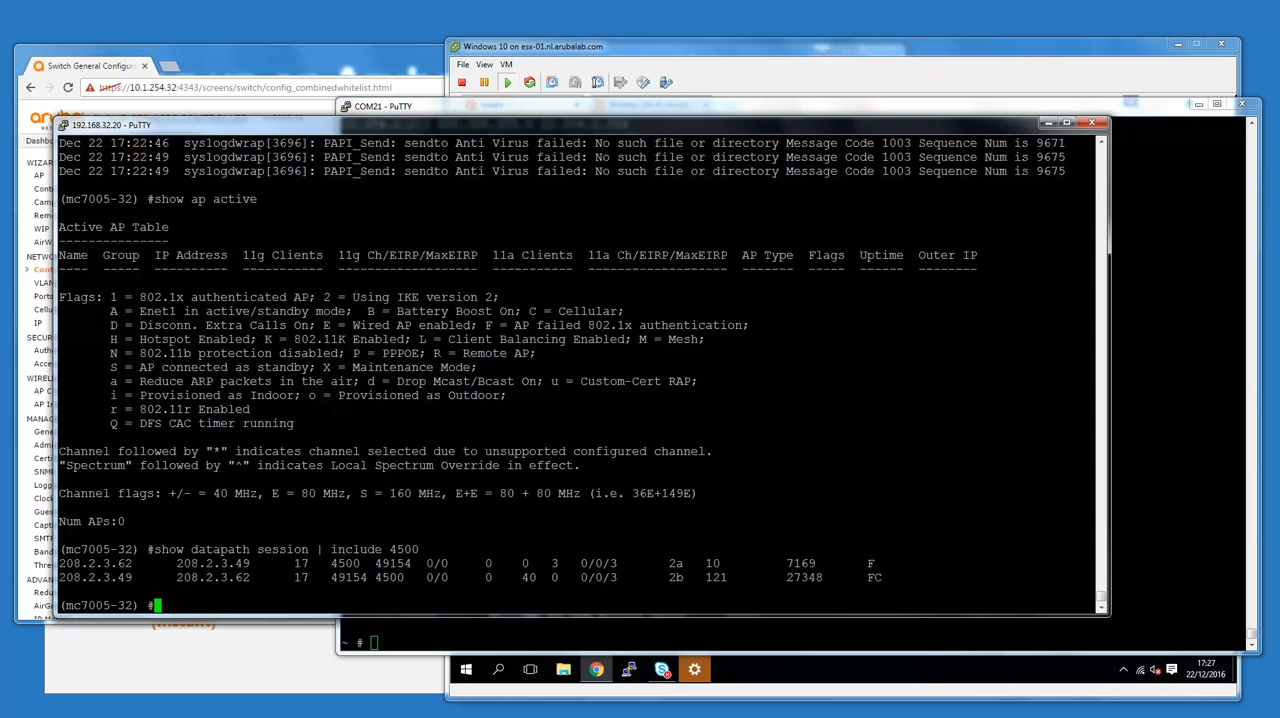 Windows 10 on esx-01.nl.arubalab.com
Switch General Configur
File View VM
https://10.1.254.32:4343/screens/switch/config_combinedwhitelist.html
COM21 - PuTTY
192.168.32.20 - PuTTY
Dec 22 17:22:46 syslogdwrap[3696]: PAPI_Send: sendto Anti Virus failed: No such file or directory Message Code 1003 Sequence Num is 9671
Dec 22 17:22:49 syslogdwrap[3696]: PAPI_Send: sendto Anti Virus failed: No such file or directory Message Code 1003 Sequence Num is 9675
Dec 22 17:22:49 syslogdwrap[3696]: PAPI_Send: sendto Anti Virus failed: No such file or directory Message Code 1003 Sequence Num is 9675
(mc7005-32) #show ap active
Active AP Table
---------------
Name Group IP Address 11g Clients 11g Ch/EIRP/MaxEIRP 11a Clients 11a Ch/EIRP/MaxEIRP AP Type Flags Uptime Outer IP
---- ----- ---------- ----------- ------------------- ----------- ------------------- ------- ----- ------ --------
Flags: 1 = 802.1x authenticated AP; 2 = Using IKE version 2;
A = Enet1 in active/standby mode; B = Battery Boost On; C = Cellular;
D = Disconn. Extra Calls On; E = Wired AP enabled; F = AP failed 802.1x authentication;
H = Hotspot Enabled; K = 802.11K Enabled; L = Client Balancing Enabled; M = Mesh;
N = 802.11b protection disabled; P = PPPOE; R = Remote AP;
S = AP connected as standby; X = Maintenance Mode;
a = Reduce ARP packets in the air; d = Drop Mcast/Bcast On; u = Custom-Cert RAP;
i = Provisioned as Indoor; o = Provisioned as Outdoor;
r = 802.11r Enabled
Q = DFS CAC timer running
Channel followed by "*" indicates channel selected due to unsupported configured channel.
"Spectrum" followed by "^" indicates Local Spectrum Override in effect.
Channel flags: +/- = 40 MHz, E = 80 MHz, S = 160 MHz, E+E = 80 + 80 MHz (i.e. 36E+149E)
Num APs:0
(mc7005-32) #show datapath session | include 4500
208.2.3.62 208.2.3.49 17 4500 49154 0/0 0 0 3 0/0/3 2a 10 7169 F
208.2.3.49 208.2.3.62 17 49154 4500 0/0 0 40 0 0/0/3 2b 121 27348 FC
(mc7005-32) #
~ #
17:27
22/12/2016